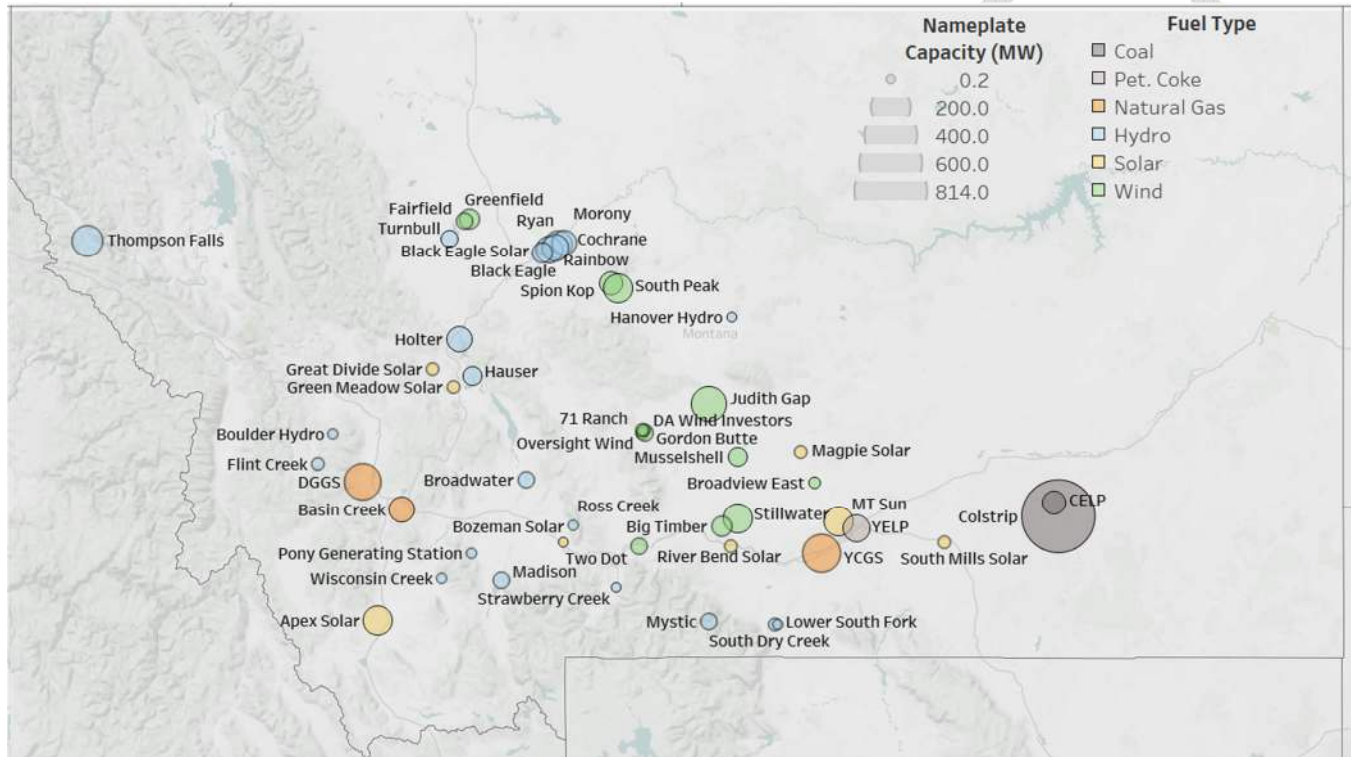 Nameplate
Capacity (MW)
0.2
200.0
400.0
600.0
814.0
Fuel Type
Coal
Pet. Coke
Natural Gas
Hydro
Solar
Wind
Thompson Falls
Fairfield
Greenfield
Turnbull
Ryan
Morony
Black Eagle Solar
Cochrane
Black Eagle
Rainbow
Spion Kop
South Peak
Hanover Hydro
Montana
Holter
Great Divide Solar
Hauser
Green Meadow Solar
Judith Gap
71 Ranch
DA Wind Investors
Oversight Wind
Gordon Butte
Boulder Hydro
Musselshell
Magpie Solar
Flint Creek
DGGS
Broadwater
Broadview East
Basin Creek
Ross Creek
Bozeman Solar
Big Timber
Stillwater
MT Sun
YELP
Colstrip
CELP
Pony Generating Station
Two Dot
River Bend Solar
YCGS
South Mills Solar
Wisconsin Creek
Madison
Strawberry Creek
Apex Solar
Mystic
Lower South Fork
South Dry Creek